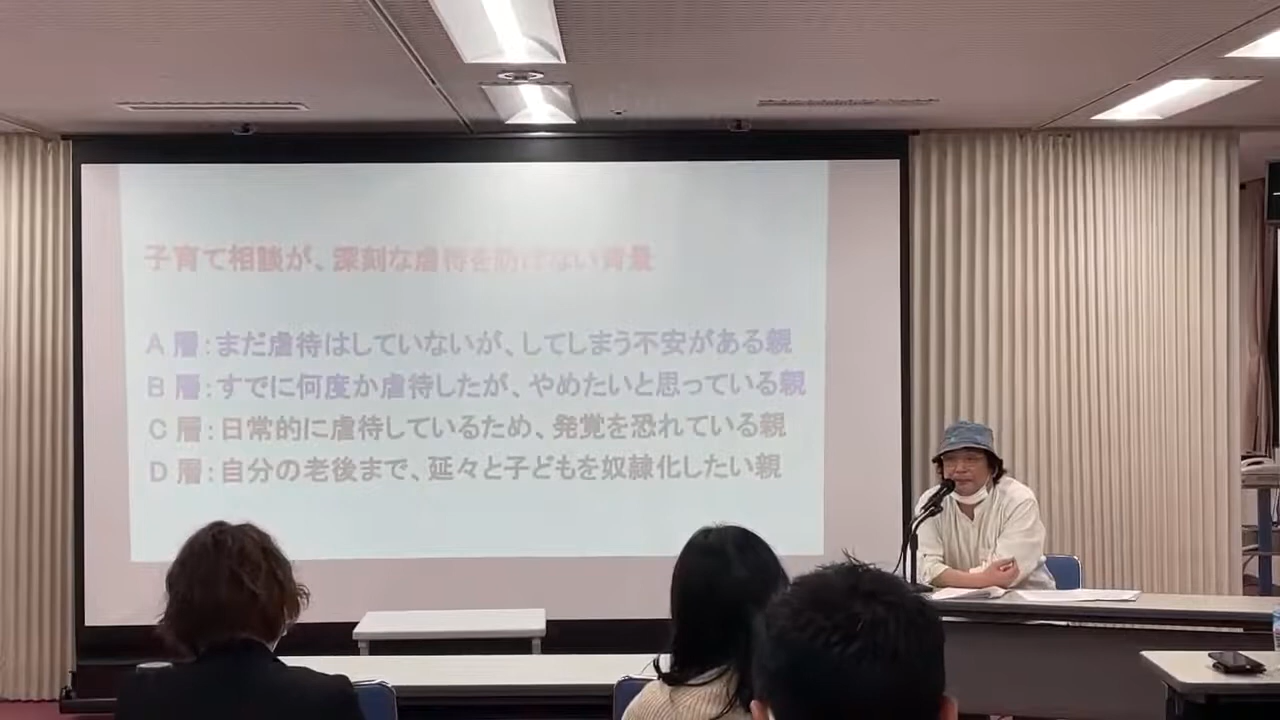 子育て相談が、深刻な虐待を防げない背景
A 層：まだ虐待はしていないが、してしまう不安がある親
B 層：すでに何度か虐待したが、やめたいと思っている親
C 層：日常的に虐待しているため、発覚を恐れている親
D 層：自分の老後まで、延々と子どもを奴隷化したい親